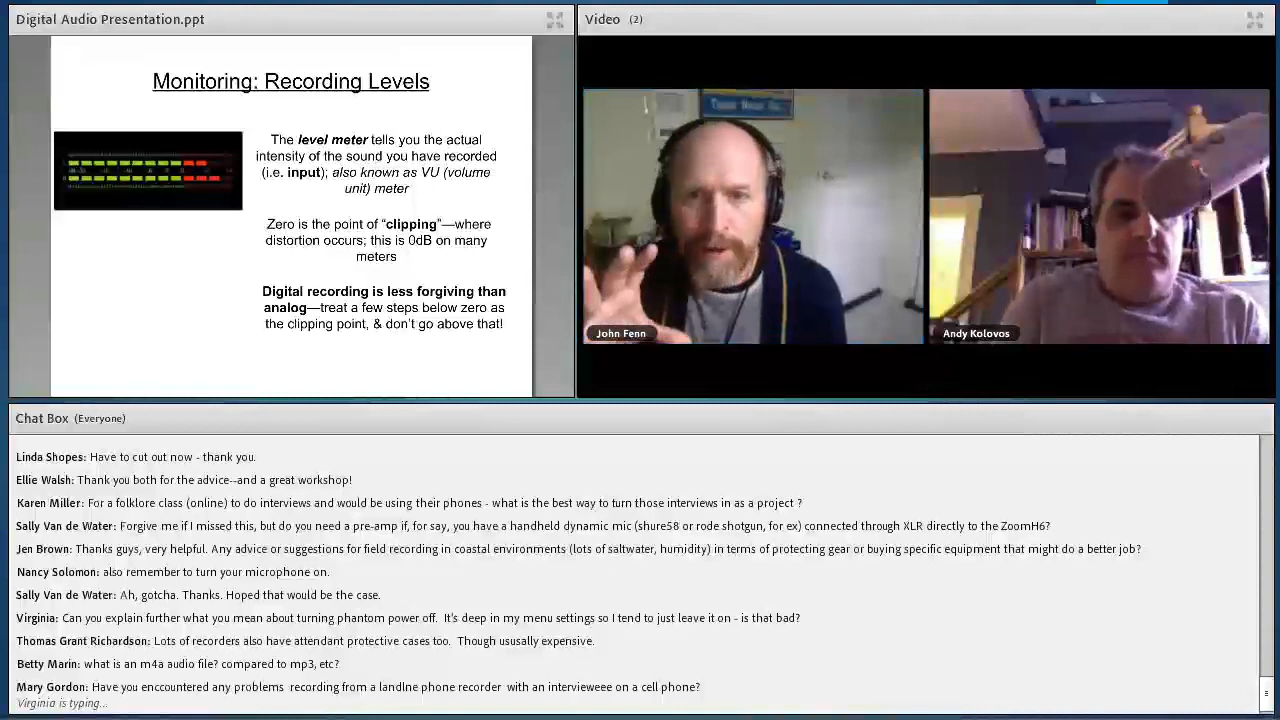 Digital Audio Presentation.ppt
Video (2)
Monitoring: Recording Levels
The level meter tells you the actual
intensity of the sound you have recorded
(i.e. input); also known as VU (volume
unit) meter
Zero is the point of “clipping”—where
distortion occurs; this is 0dB on many
meters
Digital recording is less forgiving than
analog—treat a few steps below zero as
the clipping point, & don't go above that!
John Fenn
Andy Kolovos
Chat Box (Everyone)
Linda Shopes: Have to cut out now - thank you.
Ellie Walsh: Thank you both for the advice--and a great workshop!
Karen Miller: For a folklore class (online) to do interviews and would be using their phones - what is the best way to turn those interviews in as a project ?
Sally Van de Water: Forgive me if I missed this, but do you need a pre-amp if, for say, you have a handheld dynamic mic (shure58 or rode shotgun, for ex) connected through XLR directly to the ZoomH6?
Jen Brown: Thanks guys, very helpful. Any advice or suggestions for field recording in coastal environments (lots of saltwater, humidity) in terms of protecting gear or buying specific equipment that might do a better job?
Nancy Solomon: also remember to turn your microphone on.
Sally Van de Water: Ah, gotcha. Thanks. Hoped that would be the case.
Virginia: Can you explain further what you mean about turning phantom power off.  It's deep in my menu settings so I tend to just leave it on - is that bad?
Thomas Grant Richardson: Lots of recorders also have attendant protective cases too.  Though ususally expensive.
Betty Marin: what is an m4a audio file? compared to mp3, etc?
Mary Gordon: Have you enccountered any problems  recording from a landlne phone recorder  with an intervieweee on a cell phone?
Virginia is typing...